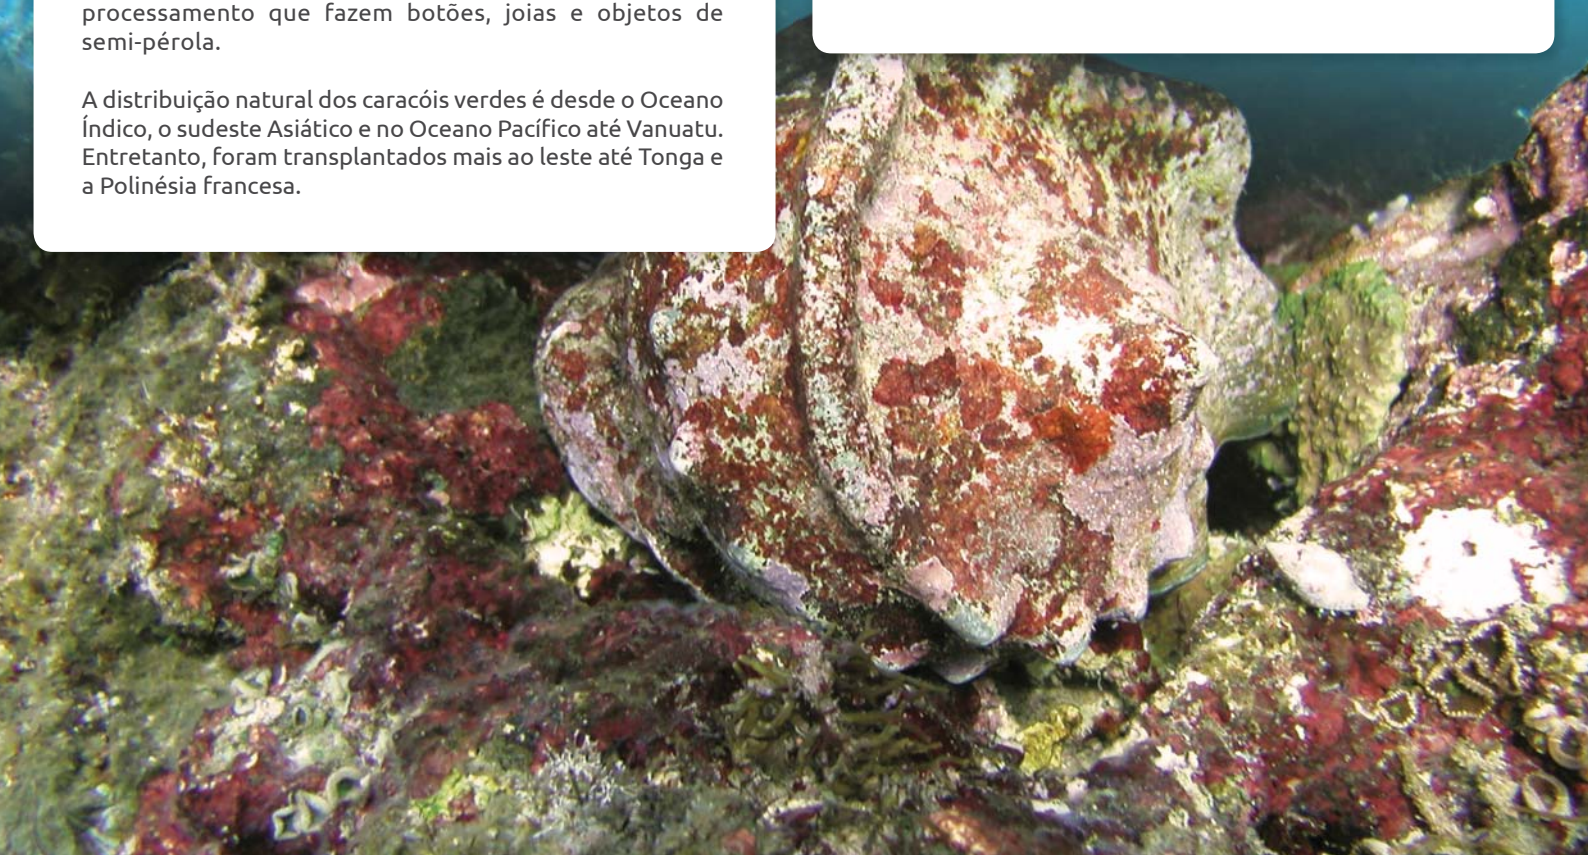 processamento que fazem botões, joias e objetos de
semi-pérola.
A distribuição natural dos caracóis verdes é desde o Oceano
Índico, o sudeste Asiático e no Oceano Pacífico até Vanuatu.
Entretanto, foram transplantados mais ao leste até Tonga e
a Polinésia francesa.